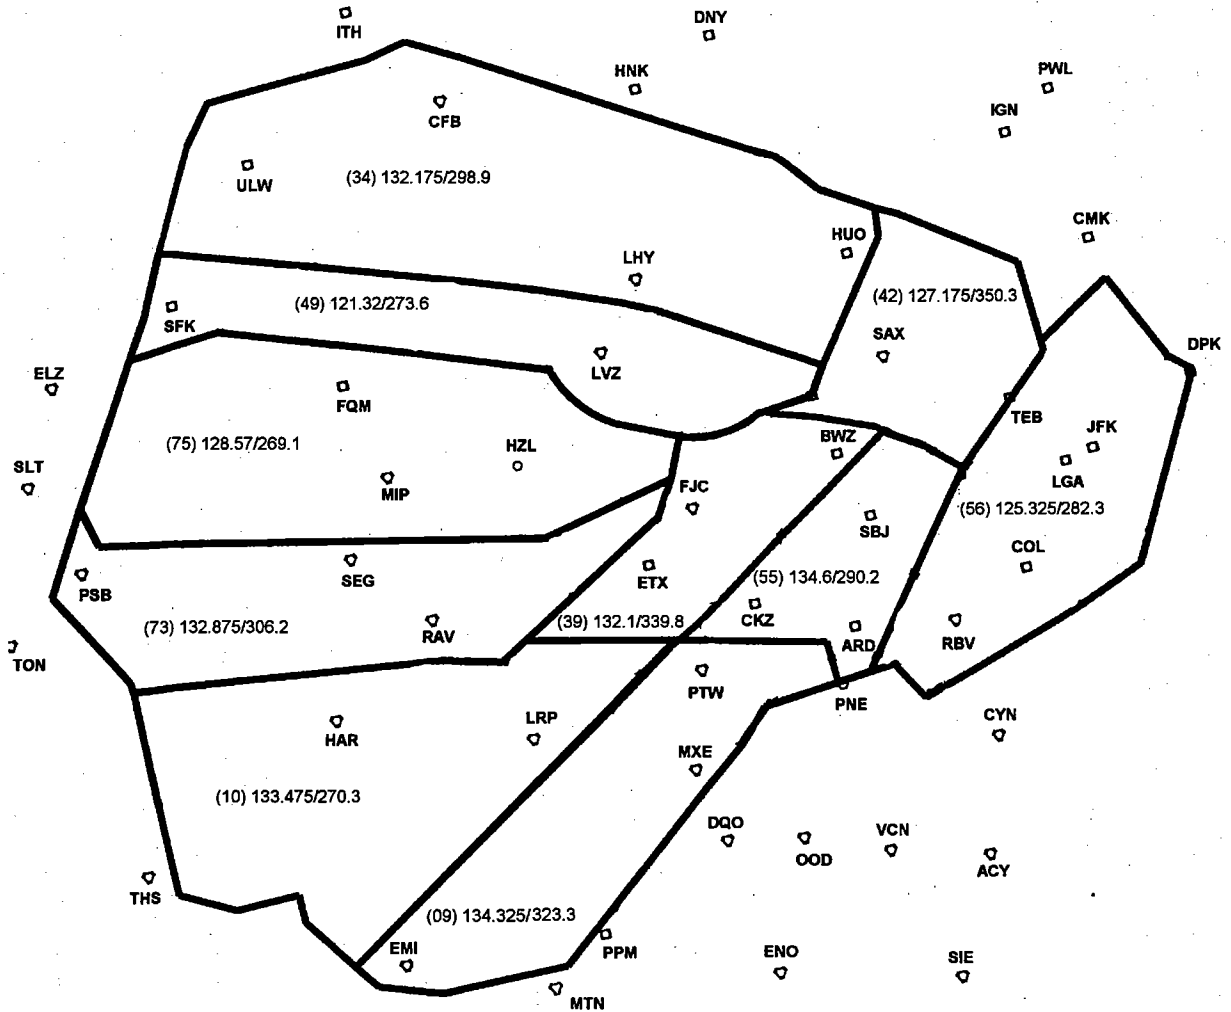 DNY
ITH
HNK
PWL
IGN
CFB
ULW
(34) 132.175/298.9
CMK
HUO
LHY
(42) 127.175/350.3
(49) 121.32/273.6
SFK
SAX
DPK
LVZ
ELZ
FQM
TEB
JFK
BWZ
(75) 128.57/269.1
HZL
SLT
LGA
FJC
MIP
(56) 125.325/282.3
SBJ
COL
SEG
ETX
(55) 134.6/290.2
PSB
CKZ
(39) 132.1/339.8
(73) 132.875/306.2
RAV
ARD
RBV
TON
PTW
PNE
CYN
LRP
HAR
MXE
(10) 133.475/270.3
DQO
VCN
OOD
ACY
THS
(09) 134.325/323.3
EMI
PPM
ENO
SIE
MTN